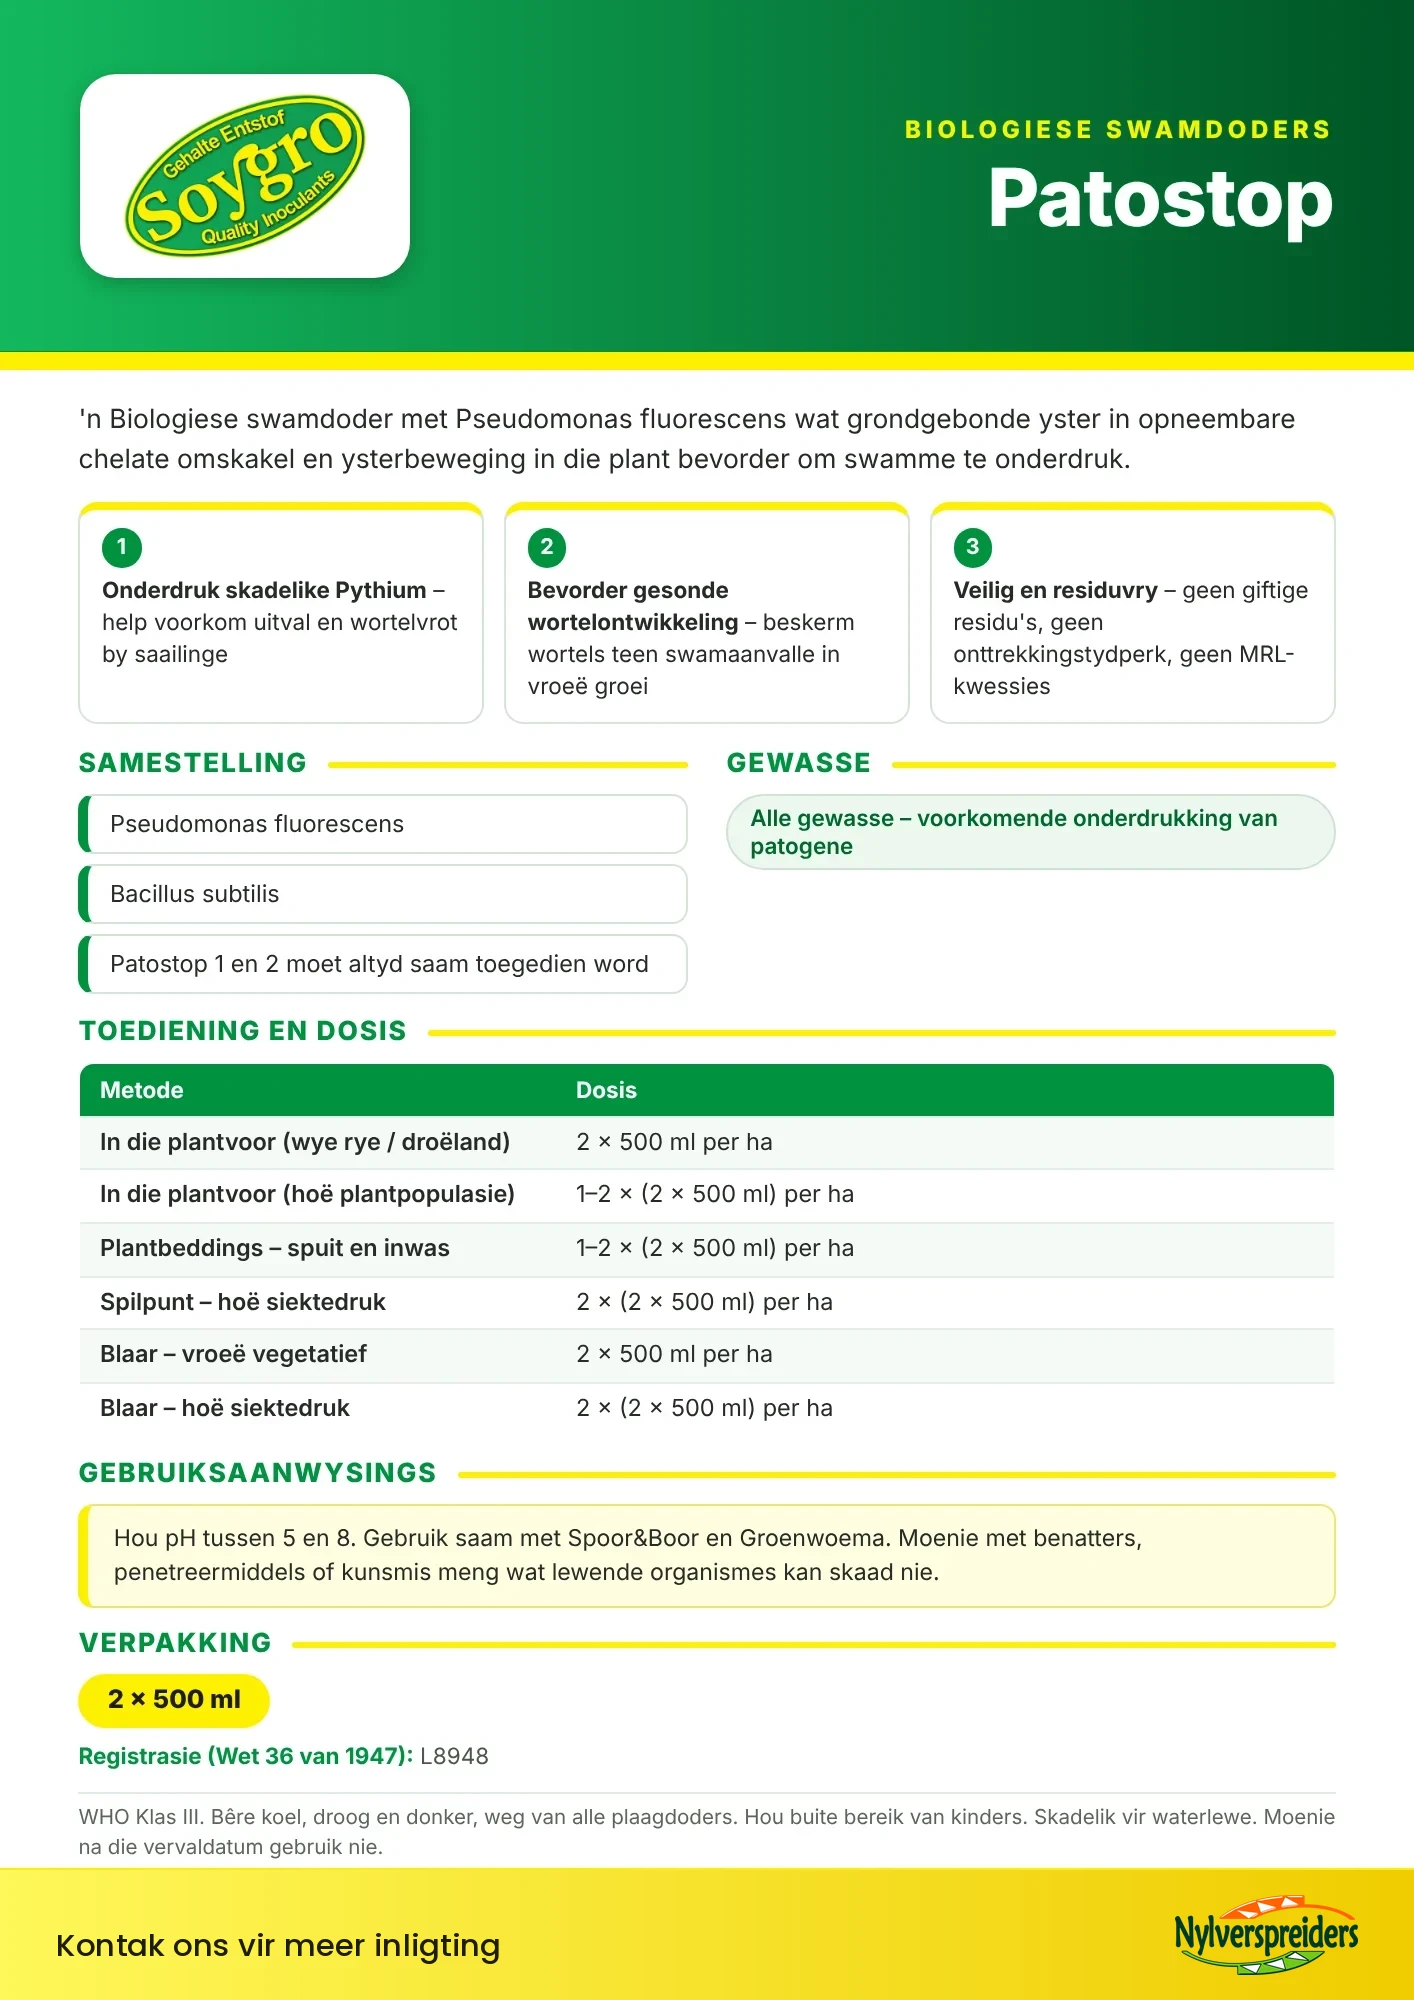 Gehalte Entstof
Soygro
Quality Inoculants
BIOLOGIESE SWAMDODERS
Patostop
'n Biologiese swamdoder met Pseudomonas fluorescens wat grondgebonde yster in opneembare
chelate omskakel en ysterbeweging in die plant bevorder om swamme te onderdruk.
1
Onderdruk skadelike Pythium –
help voorkom uitval en wortelvrot
by saailinge
2
Bevorder gesonde
wortelontwikkeling – beskerm
wortels teen swamaanvalle in
vroeë groei
3
Veilig en residuvry – geen giftige
residu's, geen
onttrekkingstydperk, geen MRL-
kwessies
SAMESTELLING
Pseudomonas fluorescens
Bacillus subtilis
Patostop 1 en 2 moet altyd saam toegedien word
GEWASSE
Alle gewasse – voorkomende onderdrukking van
patogene
TOEDIENING EN DOSIS
Metode Dosis
In die plantvoor (wye rye / droëland) 2 × 500 ml per ha
In die plantvoor (hoë plantpopulasie) 1–2 × (2 × 500 ml) per ha
Plantbeddings – spuit en inwas 1–2 × (2 × 500 ml) per ha
Spilpunt – hoë siektedruk 2 × (2 × 500 ml) per ha
Blaar – vroeë vegetatief 2 × 500 ml per ha
Blaar – hoë siektedruk 2 × (2 × 500 ml) per ha
GEBRUIKSAANWYSINGS
Hou pH tussen 5 en 8. Gebruik saam met Spoor&Boor en Groenwoema. Moenie met benatters,
penetreermiddels of kunsmis meng wat lewende organismes kan skaad nie.
VERPAKKING
2 × 500 ml
Registrasie (Wet 36 van 1947): L8948
WHO Klas III. Bêre koel, droog en donker, weg van alle plaagdoders. Hou buite bereik van kinders. Skadelik vir waterlewe. Moenie
na die vervaldatum gebruik nie.
Kontak ons vir meer inligting
Nylverspreiders